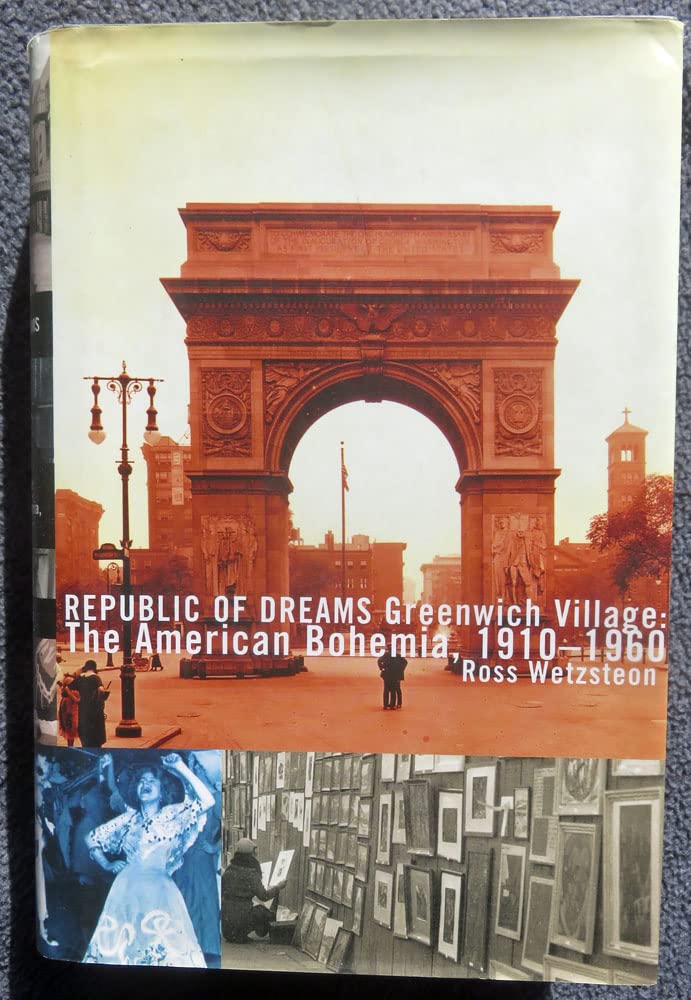 REPUBLIC OF DREAMS Greenwich Village:
The American Bohemia, 1910–1960
Ross Wetzsteon